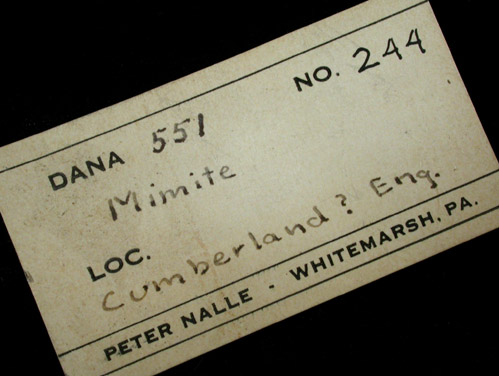 NO. 244
DANA 551
Mimite
LOC.
Cumberland? Eng.
PETER NALLE - WHITEMARSH, PA.